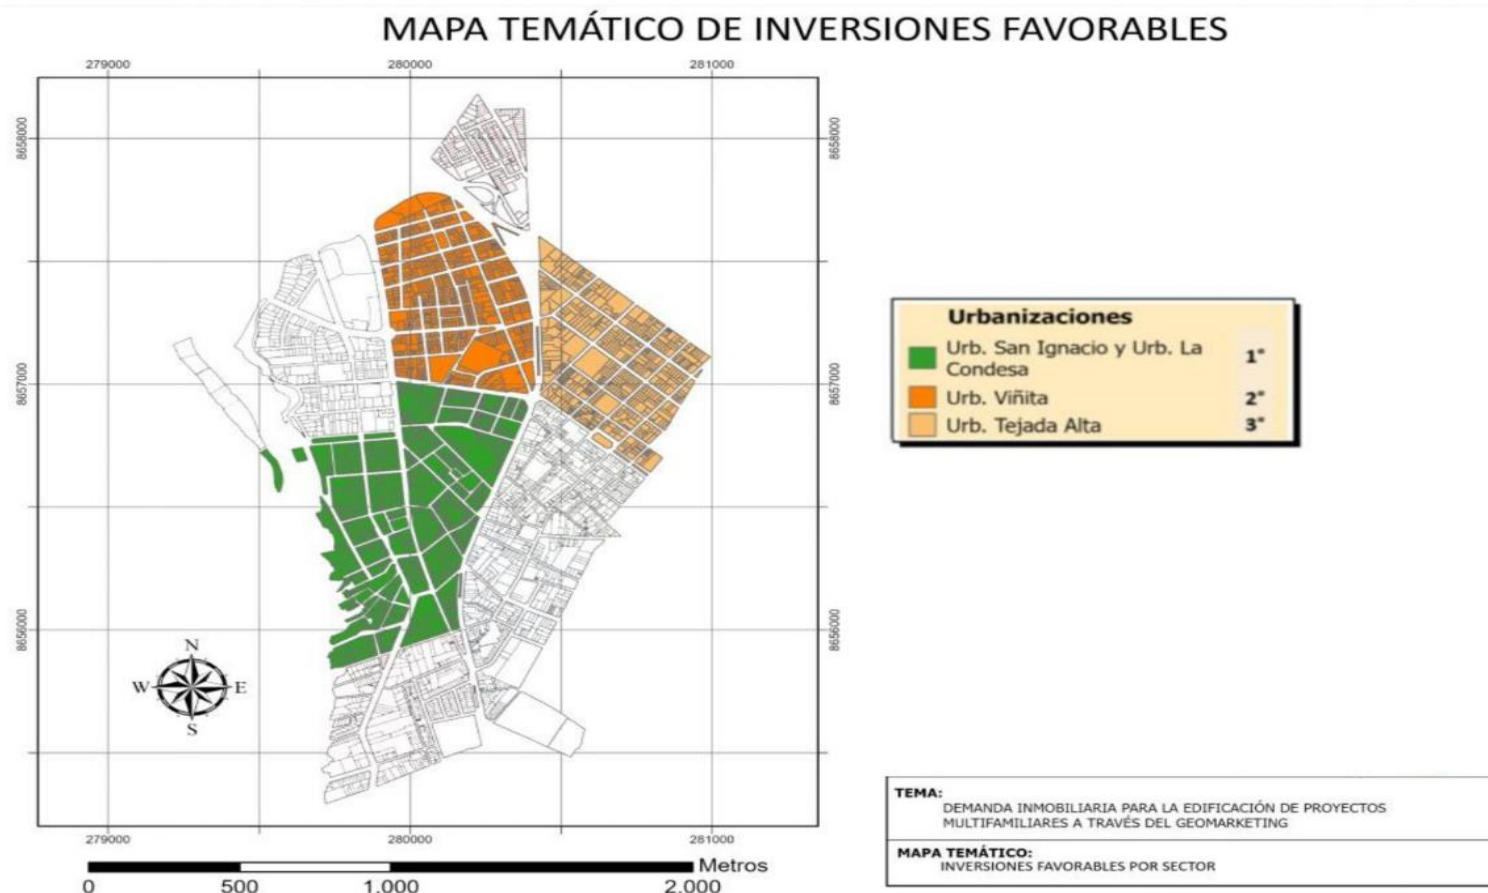 MAPA TEMÁTICO DE INVERSIONES FAVORABLES
279000
280000
281000
8658000
8658000
8657000
8657000
8656000
8656000
N
W
E
S
279000
280000
281000
Metros
0
500
1.000
2.000
Urbanizaciones
Urb. San Ignacio y Urb. La
Condesa
1°
Urb. Viñita
2°
Urb. Tejada Alta
3°
TEMA:
DEMANDA INMOBILIARIA PARA LA EDIFICACIÓN DE PROYECTOS
MULTIFAMILIARES A TRAVÉS DEL GEOMARKETING
MAPA TEMÁTICO:
INVERSIONES FAVORABLES POR SECTOR